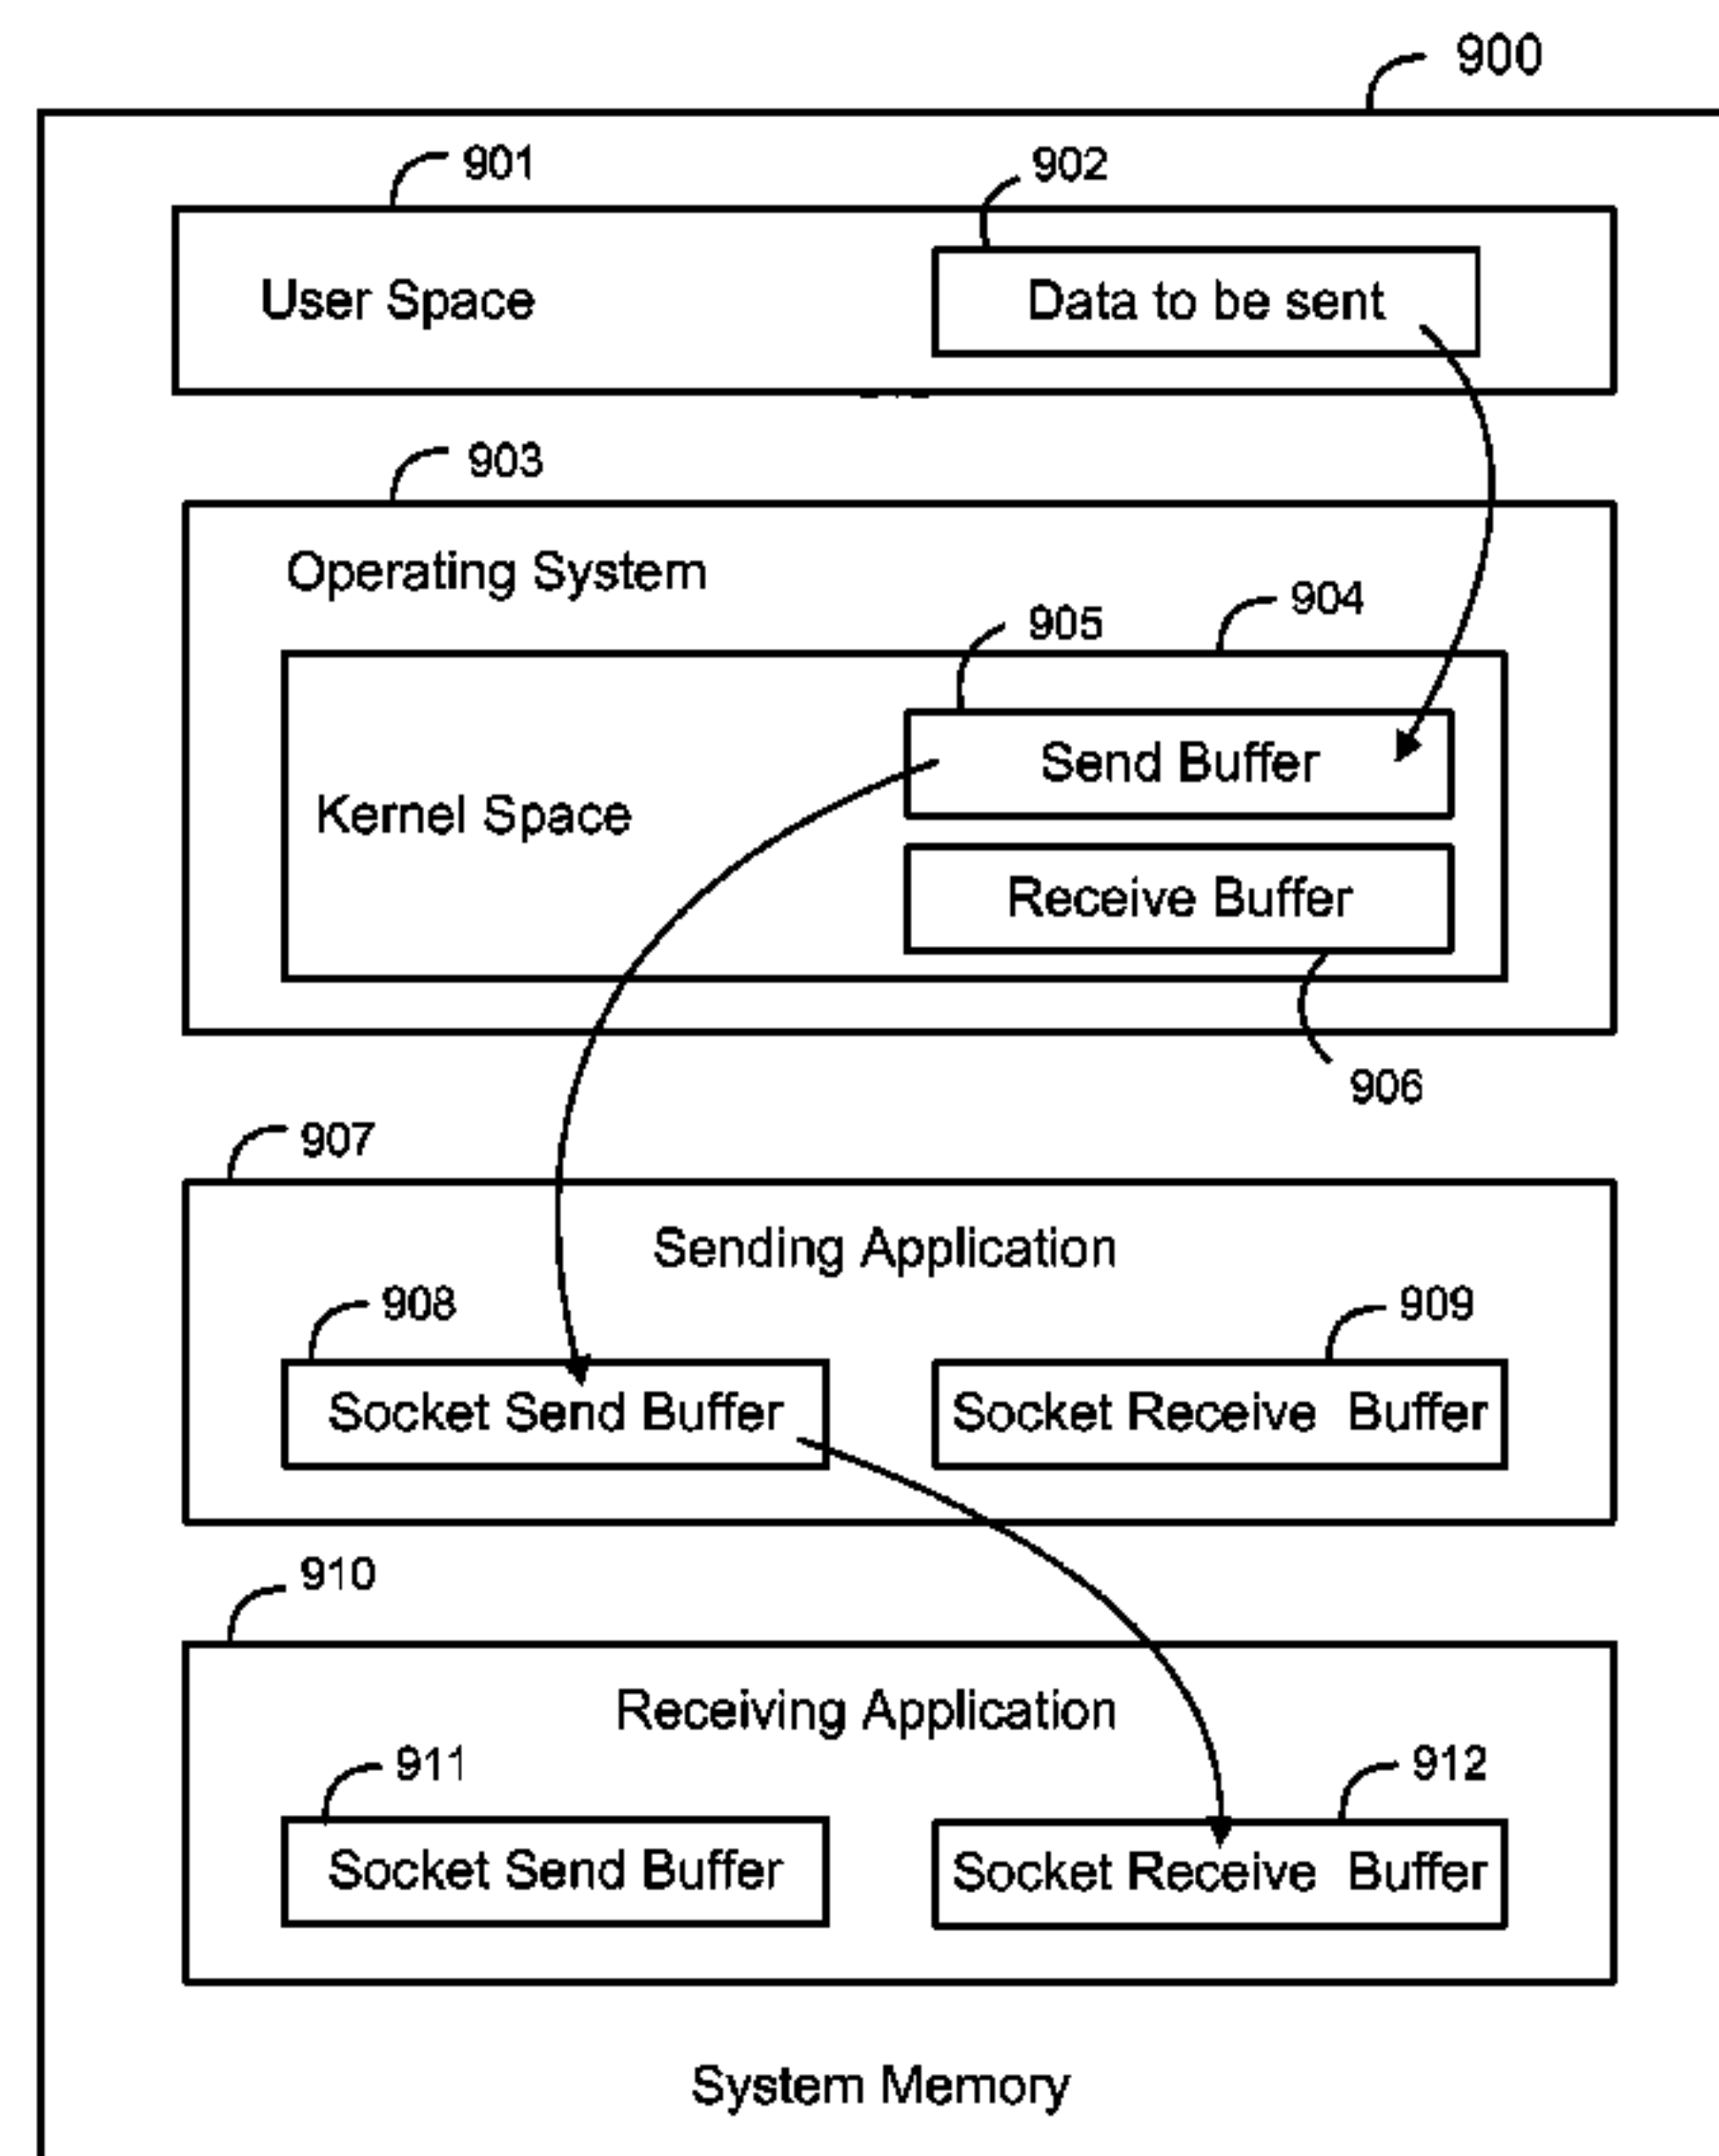 900
901
902
User Space
Data to be sent
903
Operating System
904
905
Send Buffer
Kernel Space
Receive Buffer
906
907
Sending Application
908
909
Socket Send Buffer
Socket Receive Buffer
910
Receiving Application
911
912
Socket Send Buffer
Socket Receive Buffer
System Memory